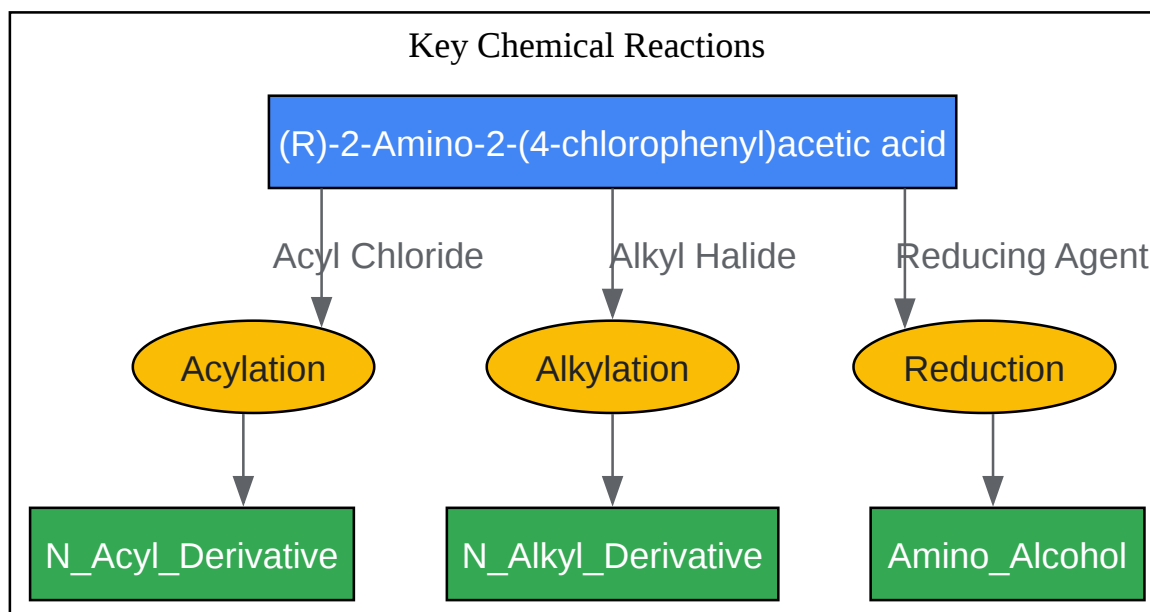 Key Chemical Reactions
(R)-2-Amino-2-(4-chlorophenyl)acetic acid
Acyl Chloride
Alkyl Halide
Reducing Agent
Acylation
Alkylation
Reduction
N_Acyl_Derivative
N_Alkyl_Derivative
Amino_Alcohol